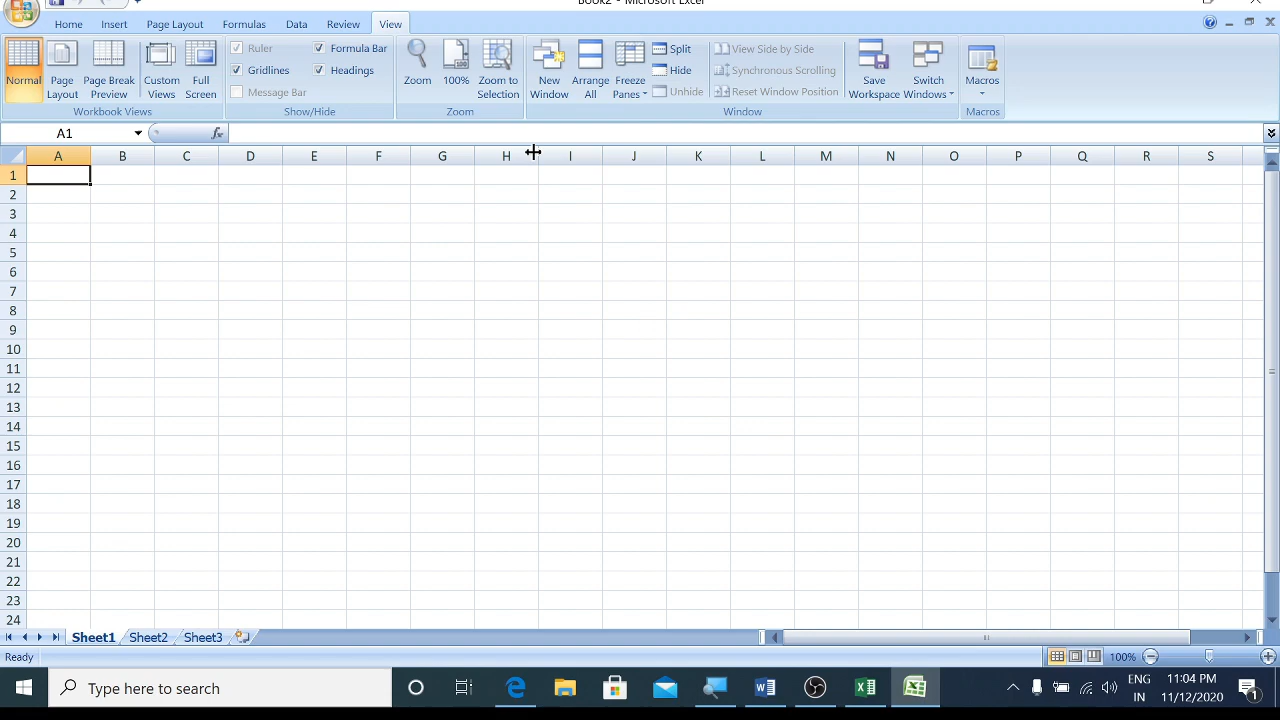 Book2 - Microsoft Excel
Home Insert Page Layout Formulas Data Review View
Normal Page Layout Page Break Preview Custom Views Full Screen
Workbook Views
Ruler Formula Bar
Gridlines Headings
Message Bar
Show/Hide
Zoom 100% Zoom to Selection
Zoom
New Window Arrange All Freeze Panes Split Hide Unhide
View Side by Side
Synchronous Scrolling
Reset Window Position
Save Workspace Switch Windows
Window
Macros
Macros
A1 fx
A B C D E F G H I J K L M N O P Q R S
1
2
3
4
5
6
7
8
9
10
11
12
13
14
15
16
17
18
19
20
21
22
23
24
Sheet1 Sheet2 Sheet3
Ready 100%
Type here to search
ENG 11:04 PM
IN 11/12/2020 1